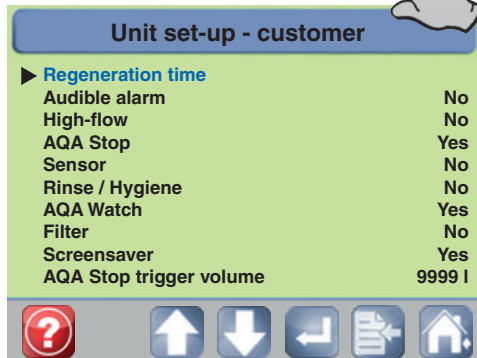 Unit set-up - customer
Regeneration time
Audible alarm No
High-flow No
AQA Stop Yes
Sensor No
Rinse / Hygiene No
AQA Watch Yes
Filter No
Screensaver Yes
AQA Stop trigger volume 9999 l
?